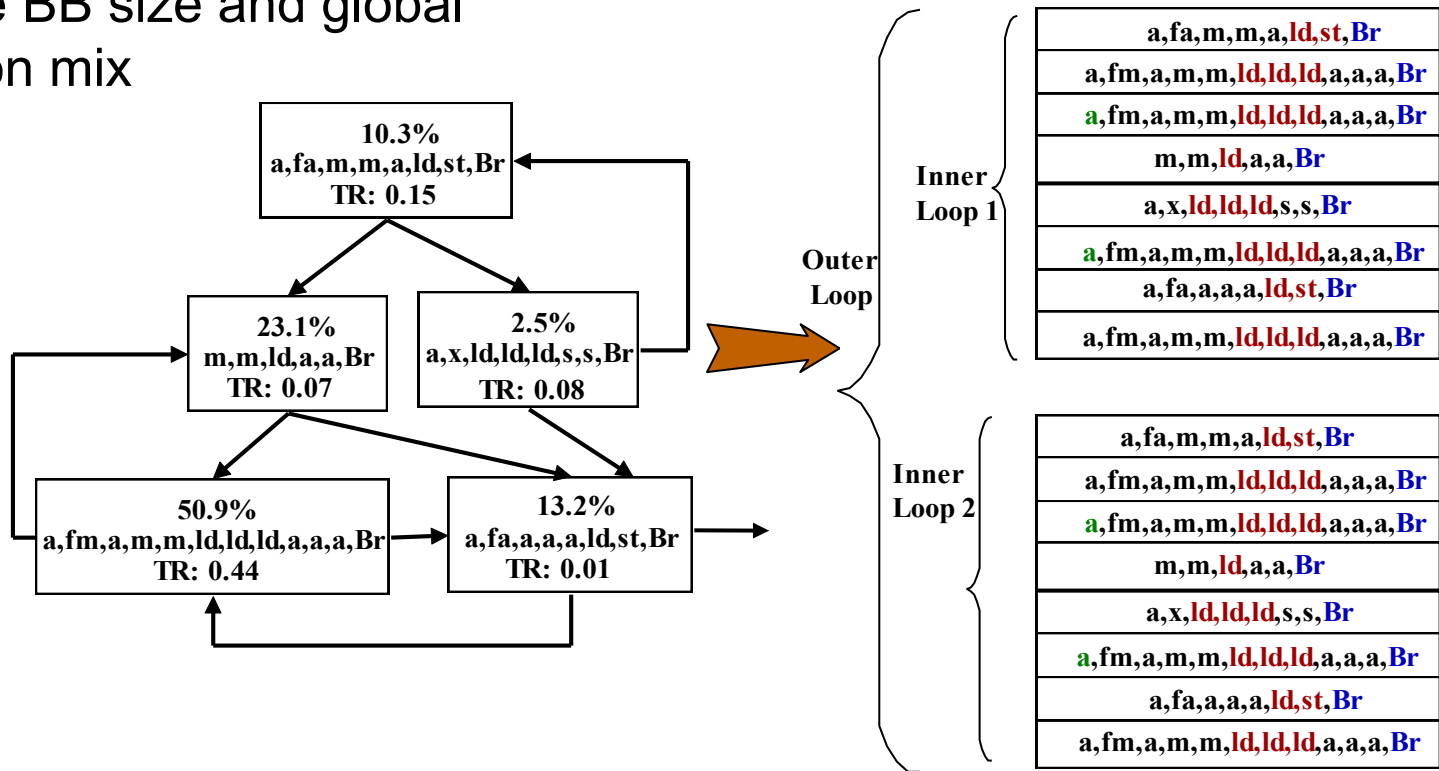 e BB size and global
on mix
10.3%
a,fa,m,m,a,ld,st,Br
TR: 0.15
23.1%
m,m,ld,a,a,Br
TR: 0.07
2.5%
a,x,ld,ld,ld,s,s,Br
TR: 0.08
50.9%
a,fm,a,m,m,ld,ld,ld,a,a,a,Br
TR: 0.44
13.2%
a,fa,a,a,a,ld,st,Br
TR: 0.01
Outer
Loop
Inner
Loop 1
a,fa,m,m,a,ld,st,Br
a,fm,a,m,m,ld,ld,ld,a,a,a,Br
a,fm,a,m,m,ld,ld,ld,a,a,a,Br
m,m,ld,a,a,Br
a,x,ld,ld,ld,s,s,Br
a,fm,a,m,m,ld,ld,ld,a,a,a,Br
a,fa,a,a,a,ld,st,Br
a,fm,a,m,m,ld,ld,ld,a,a,a,Br
Inner
Loop 2
a,fa,m,m,a,ld,st,Br
a,fm,a,m,m,ld,ld,ld,a,a,a,Br
a,fm,a,m,m,ld,ld,ld,a,a,a,Br
m,m,ld,a,a,Br
a,x,ld,ld,ld,s,s,Br
a,fm,a,m,m,ld,ld,ld,a,a,a,Br
a,fa,a,a,a,ld,st,Br
a,fm,a,m,m,ld,ld,ld,a,a,a,Br